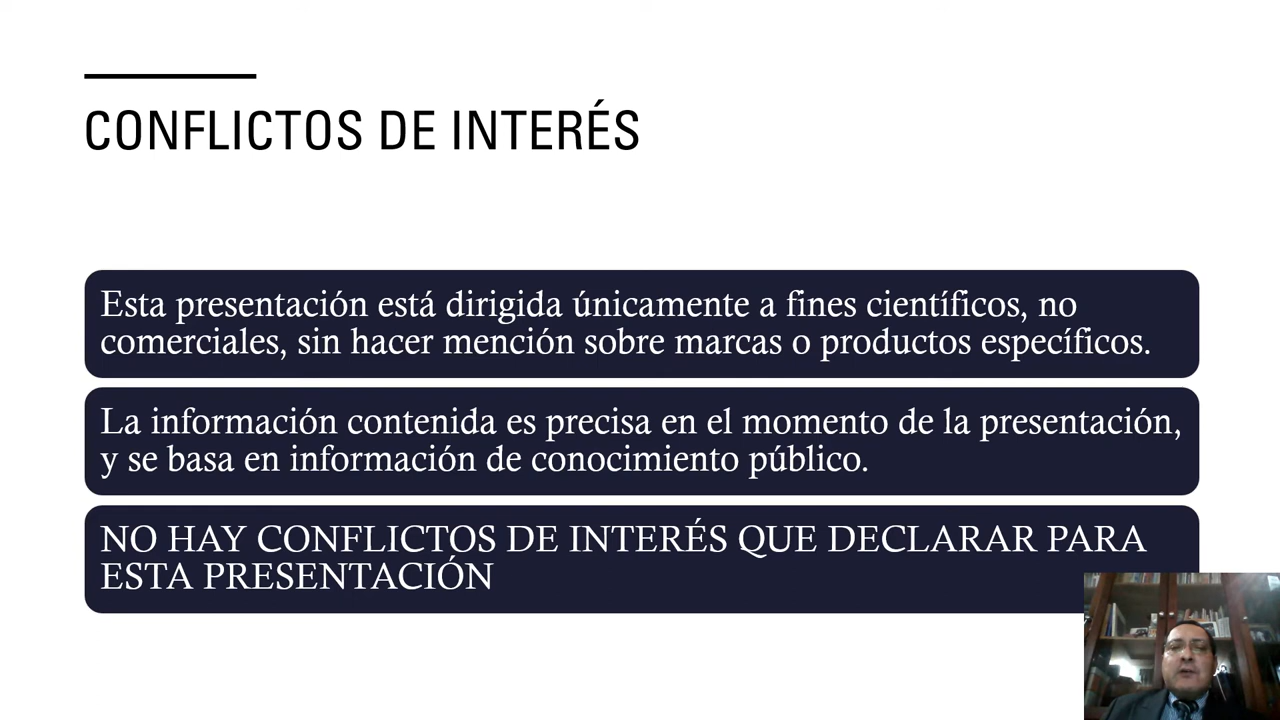 CONFLICTOS DE INTERÉS
Esta presentación está dirigida únicamente a fines científicos, no
comerciales, sin hacer mención sobre marcas o productos específicos.
La información contenida es precisa en el momento de la presentación,
y se basa en información de conocimiento público.
NO HAY CONFLICTOS DE INTERÉS QUE DECLARAR PARA
ESTA PRESENTACIÓN